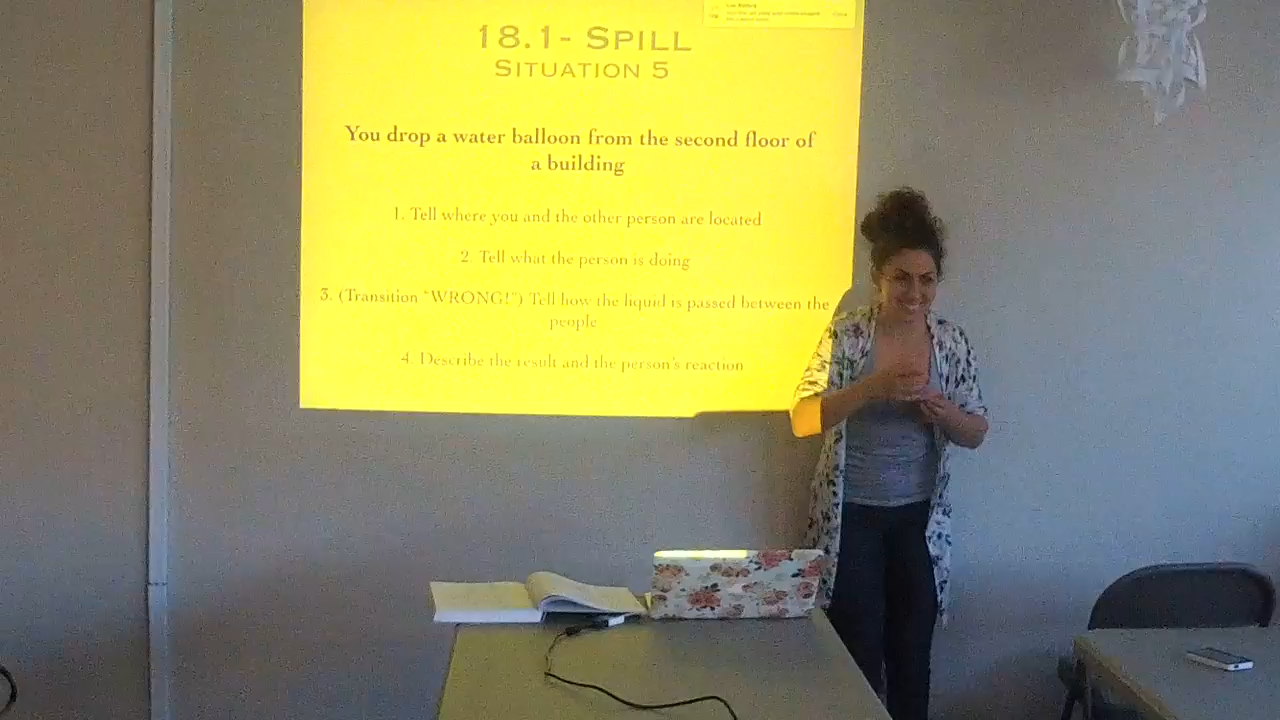 18.1- Spill
Situation 5
You drop a water balloon from the second floor of
a building
1. Tell where you and the other person are located
2. Tell what the person is doing
3. (Transition "WRONG!") Tell how the liquid is passed between the
people
4. Describe the result and the person's reaction